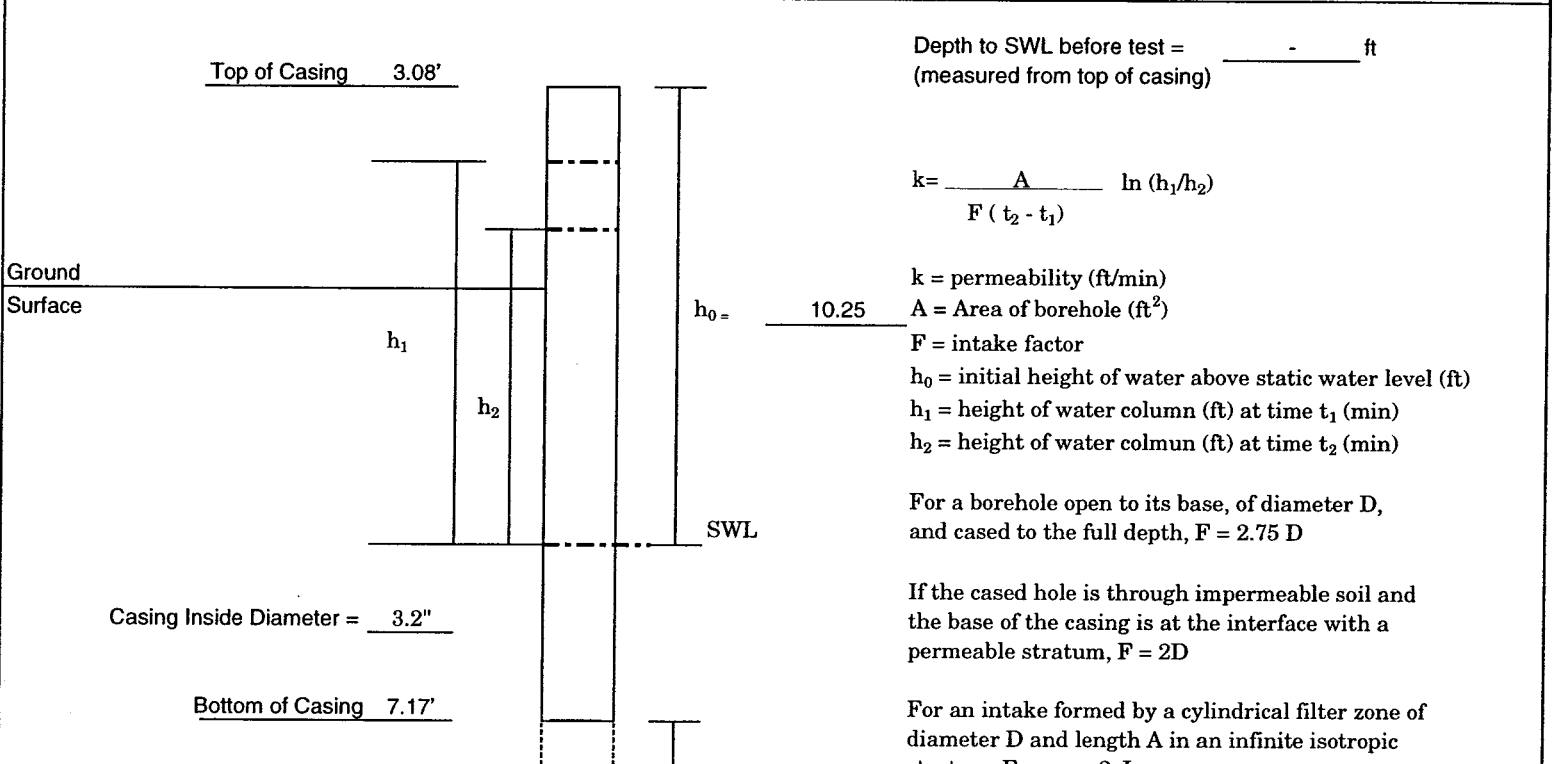 Depth to SWL before test = - ft
(measured from top of casing)
Top of Casing 3.08'
k= A ln (h₁/h₂)
F ( t₂ - t₁)
Ground
Surface
k = permeability (ft/min)
h₀ = 10.25
A = Area of borehole (ft²)
F = intake factor
h₁
h₀ = initial height of water above static water level (ft)
h₂
h₁ = height of water column (ft) at time t₁ (min)
h₂ = height of water colmun (ft) at time t₂ (min)
For a borehole open to its base, of diameter D,
and cased to the full depth, F = 2.75 D
SWL
If the cased hole is through impermeable soil and
the base of the casing is at the interface with a
permeable stratum, F = 2D
Casing Inside Diameter = 3.2"
Bottom of Casing 7.17'
For an intake formed by a cylindrical filter zone of
diameter D and length A in an infinite isotropic